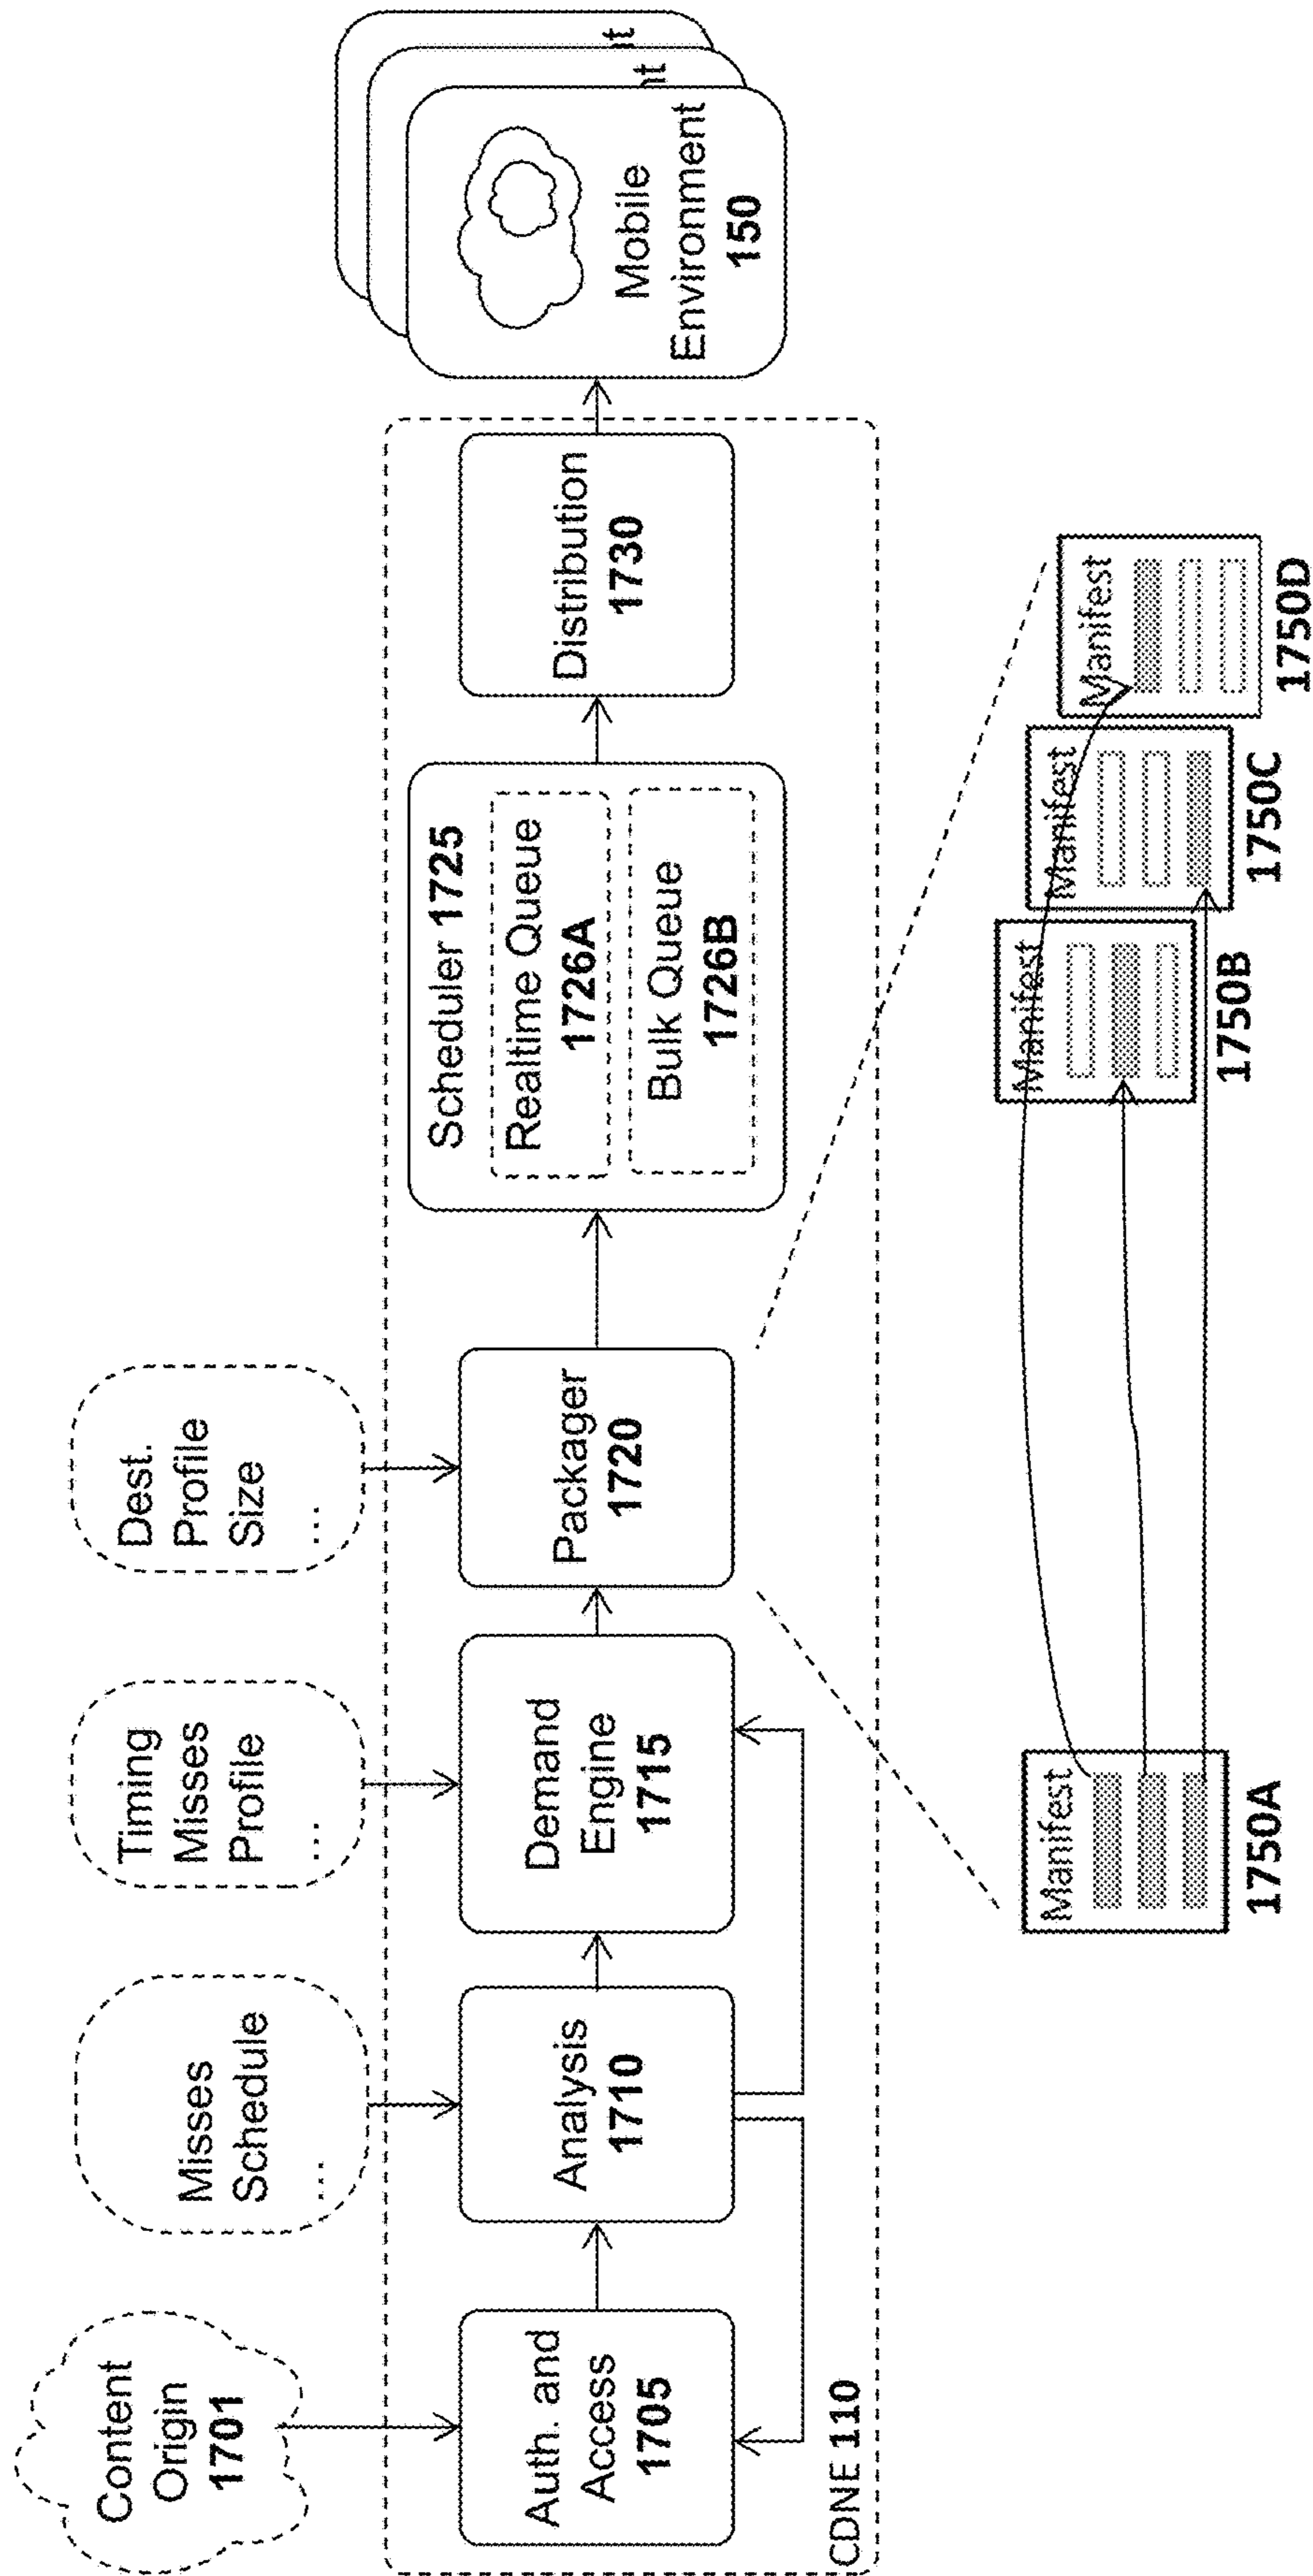 Content
Origin
1701
Misses
Schedule
...
Timing
Misses
Profile
...
Dest.
Profile
Size
...
Auth. and
Access
1705
Analysis
1710
Demand
Engine
1715
Packager
1720
Scheduler 1725
Realtime Queue
1726A
Bulk Queue
1726B
Distribution
1730
Mobile
Environment
150
nt
nt
CDNE 110
Manifest
1750A
Manifest
1750B
Manifest
1750C
Manifest
1750D